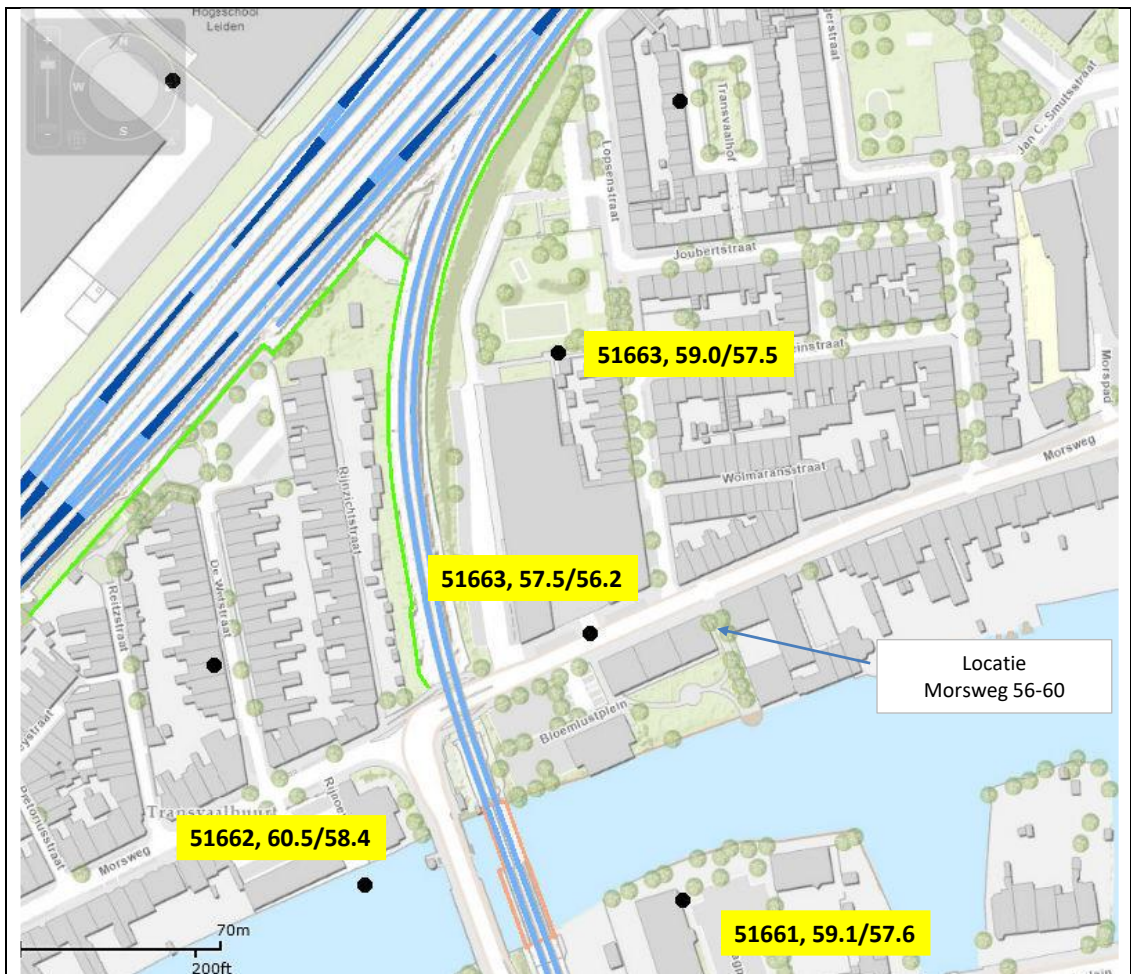 Hogeschool
Leiden
N
W
S
Transvaalhof
Jan C. Smutsstraat
Lopsenstraat
Joubertstraat
51663, 59.0/57.5
einstraat
Morspad
Morsweg
Wolmaransstraat
Rijnzichtstraat
De Wetstraat
Reitzstraat
51663, 57.5/56.2
Locatie
Morsweg 56-60
Bloemlustplein
Transvaalbuurt
Pretoriusstraat
51662, 60.5/58.4
Morsweg
51661, 59.1/57.6
70m
200ft